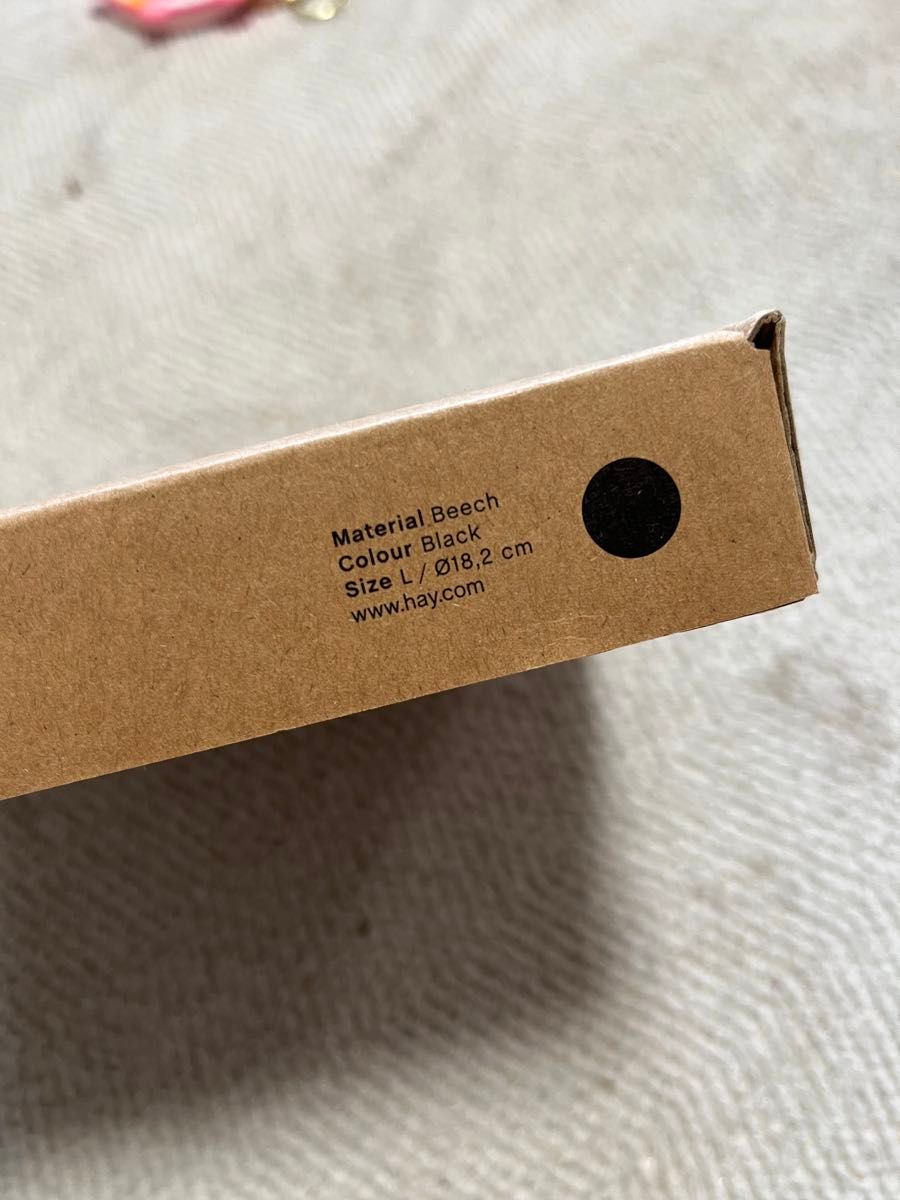 Material Beech
Colour Black
Size L / Ø18,2 cm
www.hay.com